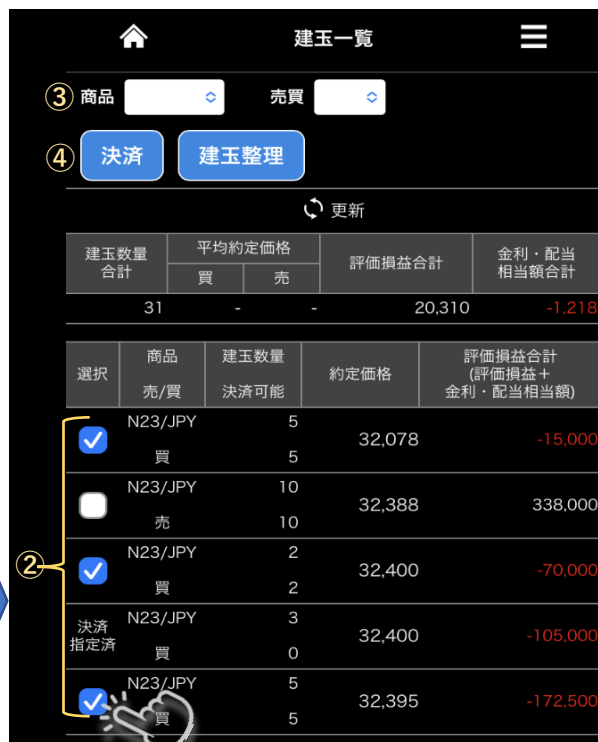 建玉一覧
③ 商品 売買
④ 決済 建玉整理
更新
建玉数量
合計
平均約定価格
買 売
評価損益合計
金利・配当
相当額合計
31 - - 20,310 -1,218
選択
商品
売/買
建玉数量
決済可能
約定価格
評価損益合計
(評価損益＋
金利・配当相当額)
N23/JPY 5
買 5
32,078 -15,000
N23/JPY 10
売 10
32,388 338,000
②
N23/JPY 2
買 2
32,400 -70,000
決済
指定済
N23/JPY 3
買 0
32,400 -105,000
N23/JPY 5
買 5
32,395 -172,500